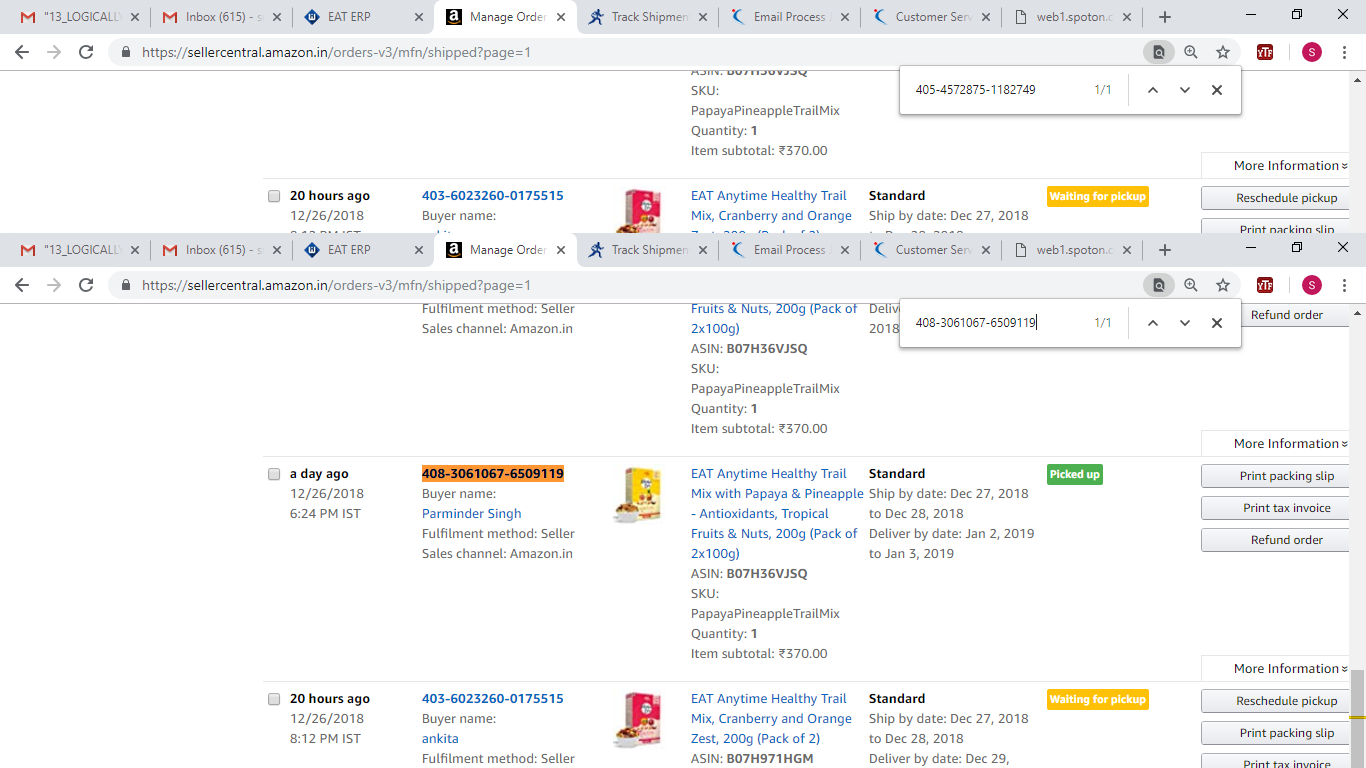 "13_LOGICALLY
Inbox (615) - s
EAT ERP
Manage Order
Track Shipmen
Email Process
Customer Serv
web1.spoton.c
https://sellercentral.amazon.in/orders-v3/mfn/shipped?page=1
YTF
S
405-4572875-1182749 1/1
ASIN: B07H36VJSQ
SKU:
PapayaPineappleTrailMix
Quantity: 1
Item subtotal: ₹370.00
More Information
20 hours ago 403-6023260-0175515 EAT Anytime Healthy Trail Standard Waiting for pickup Reschedule pickup
12/26/2018 Buyer name: Mix, Cranberry and Orange Ship by date: Dec 27, 2018
Print packing slip
"13_LOGICALLY
Inbox (615) - s
EAT ERP
Manage Order
Track Shipmen
Email Process
Customer Serv
web1.spoton.c
https://sellercentral.amazon.in/orders-v3/mfn/shipped?page=1
YTF
S
408-3061067-6509119 1/1
Fulfilment method: Seller Fruits & Nuts, 200g (Pack of Refund order
Sales channel: Amazon.in 2x100g)
ASIN: B07H36VJSQ
SKU:
PapayaPineappleTrailMix
Quantity: 1
Item subtotal: ₹370.00
More Information
a day ago 408-3061067-6509119 EAT Anytime Healthy Trail Standard Picked up Print packing slip
12/26/2018 Buyer name: Mix with Papaya & Pineapple Ship by date: Dec 27, 2018
6:24 PM IST Parminder Singh - Antioxidants, Tropical to Dec 28, 2018 Print tax invoice
Fulfilment method: Seller Fruits & Nuts, 200g (Pack of Deliver by date: Jan 2, 2019 Refund order
Sales channel: Amazon.in 2x100g) to Jan 3, 2019
ASIN: B07H36VJSQ
SKU:
PapayaPineappleTrailMix
Quantity: 1
Item subtotal: ₹370.00
More Information
20 hours ago 403-6023260-0175515 EAT Anytime Healthy Trail Standard Waiting for pickup Reschedule pickup
12/26/2018 Buyer name: Mix, Cranberry and Orange Ship by date: Dec 27, 2018
8:12 PM IST ankita Zest, 200g (Pack of 2) to Dec 28, 2018 Print packing slip
Fulfilment method: Seller ASIN: B07H971HGM Deliver by date: Dec 29, Print tax invoice